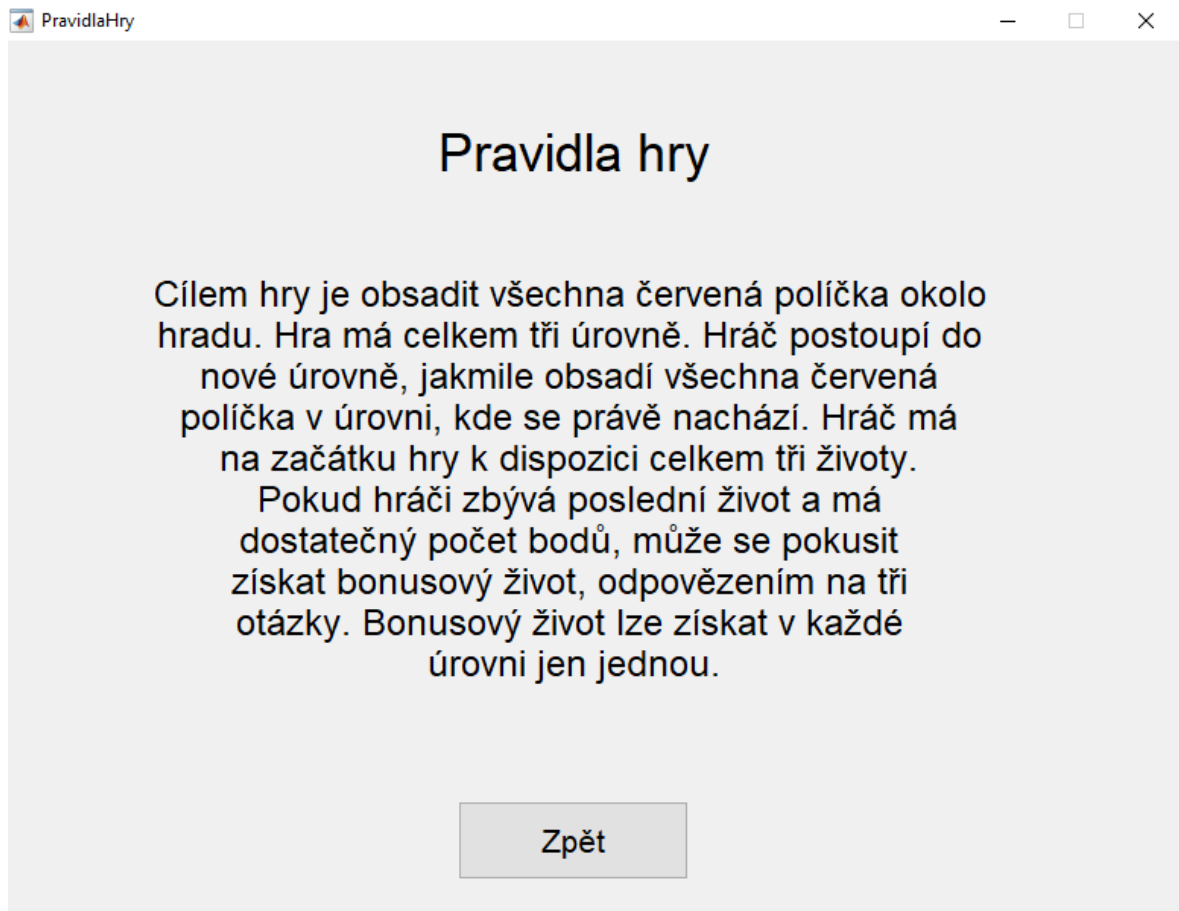 PravidlaHry
Pravidla hry
Cílem hry je obsadit všechna červená políčka okolo
hradu. Hra má celkem tři úrovně. Hráč postoupí do
nové úrovně, jakmile obsadí všechna červená
políčka v úrovni, kde se právě nachází. Hráč má
na začátku hry k dispozici celkem tři životy.
Pokud hráči zbývá poslední život a má
dostatečný počet bodů, může se pokusit
získat bonusový život, odpovězením na tři
otázky. Bonusový život lze získat v každé
úrovni jen jednou.
Zpět